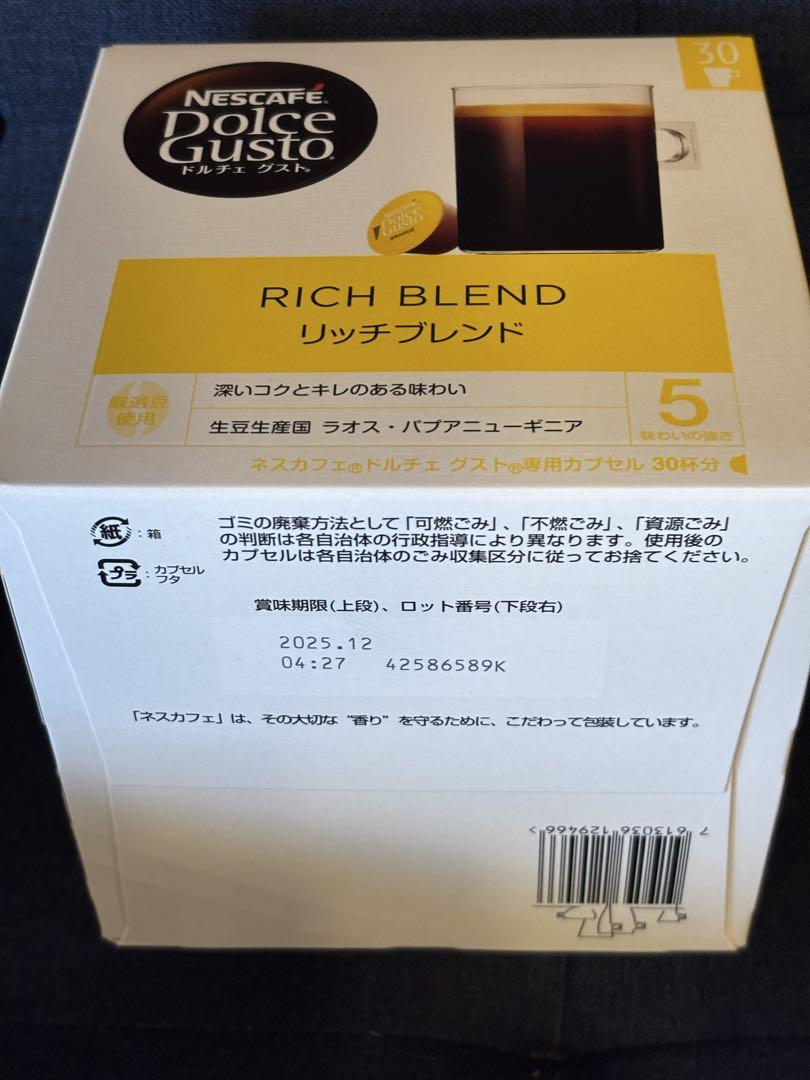 30
NESCAFÉ
Dolce
Gusto
ドルチェ グスト®
NESCAFÉ
Dolce
Gusto
GRANDE
RICH BLEND
リッチブレンド
厳選豆
使用
深いコクとキレのある味わい
生豆生産国 ラオス・パプアニューギニア
5
味わいの強さ
ネスカフェ®ドルチェ グスト®専用カプセル 30杯分
紙:箱
プラ:カプセル
フタ
ゴミの廃棄方法として「可燃ごみ」、「不燃ごみ」、「資源ごみ」
の判断は各自治体の行政指導により異なります。使用後の
カプセルは各自治体のごみ収集区分に従ってお捨てください。
賞味期限(上段)、ロット番号(下段右)
2025.12
04:27 42586589K
「ネスカフェ」は、その大切な“香り”を守るために、こだわって包装しています。
7 613036 129466 >